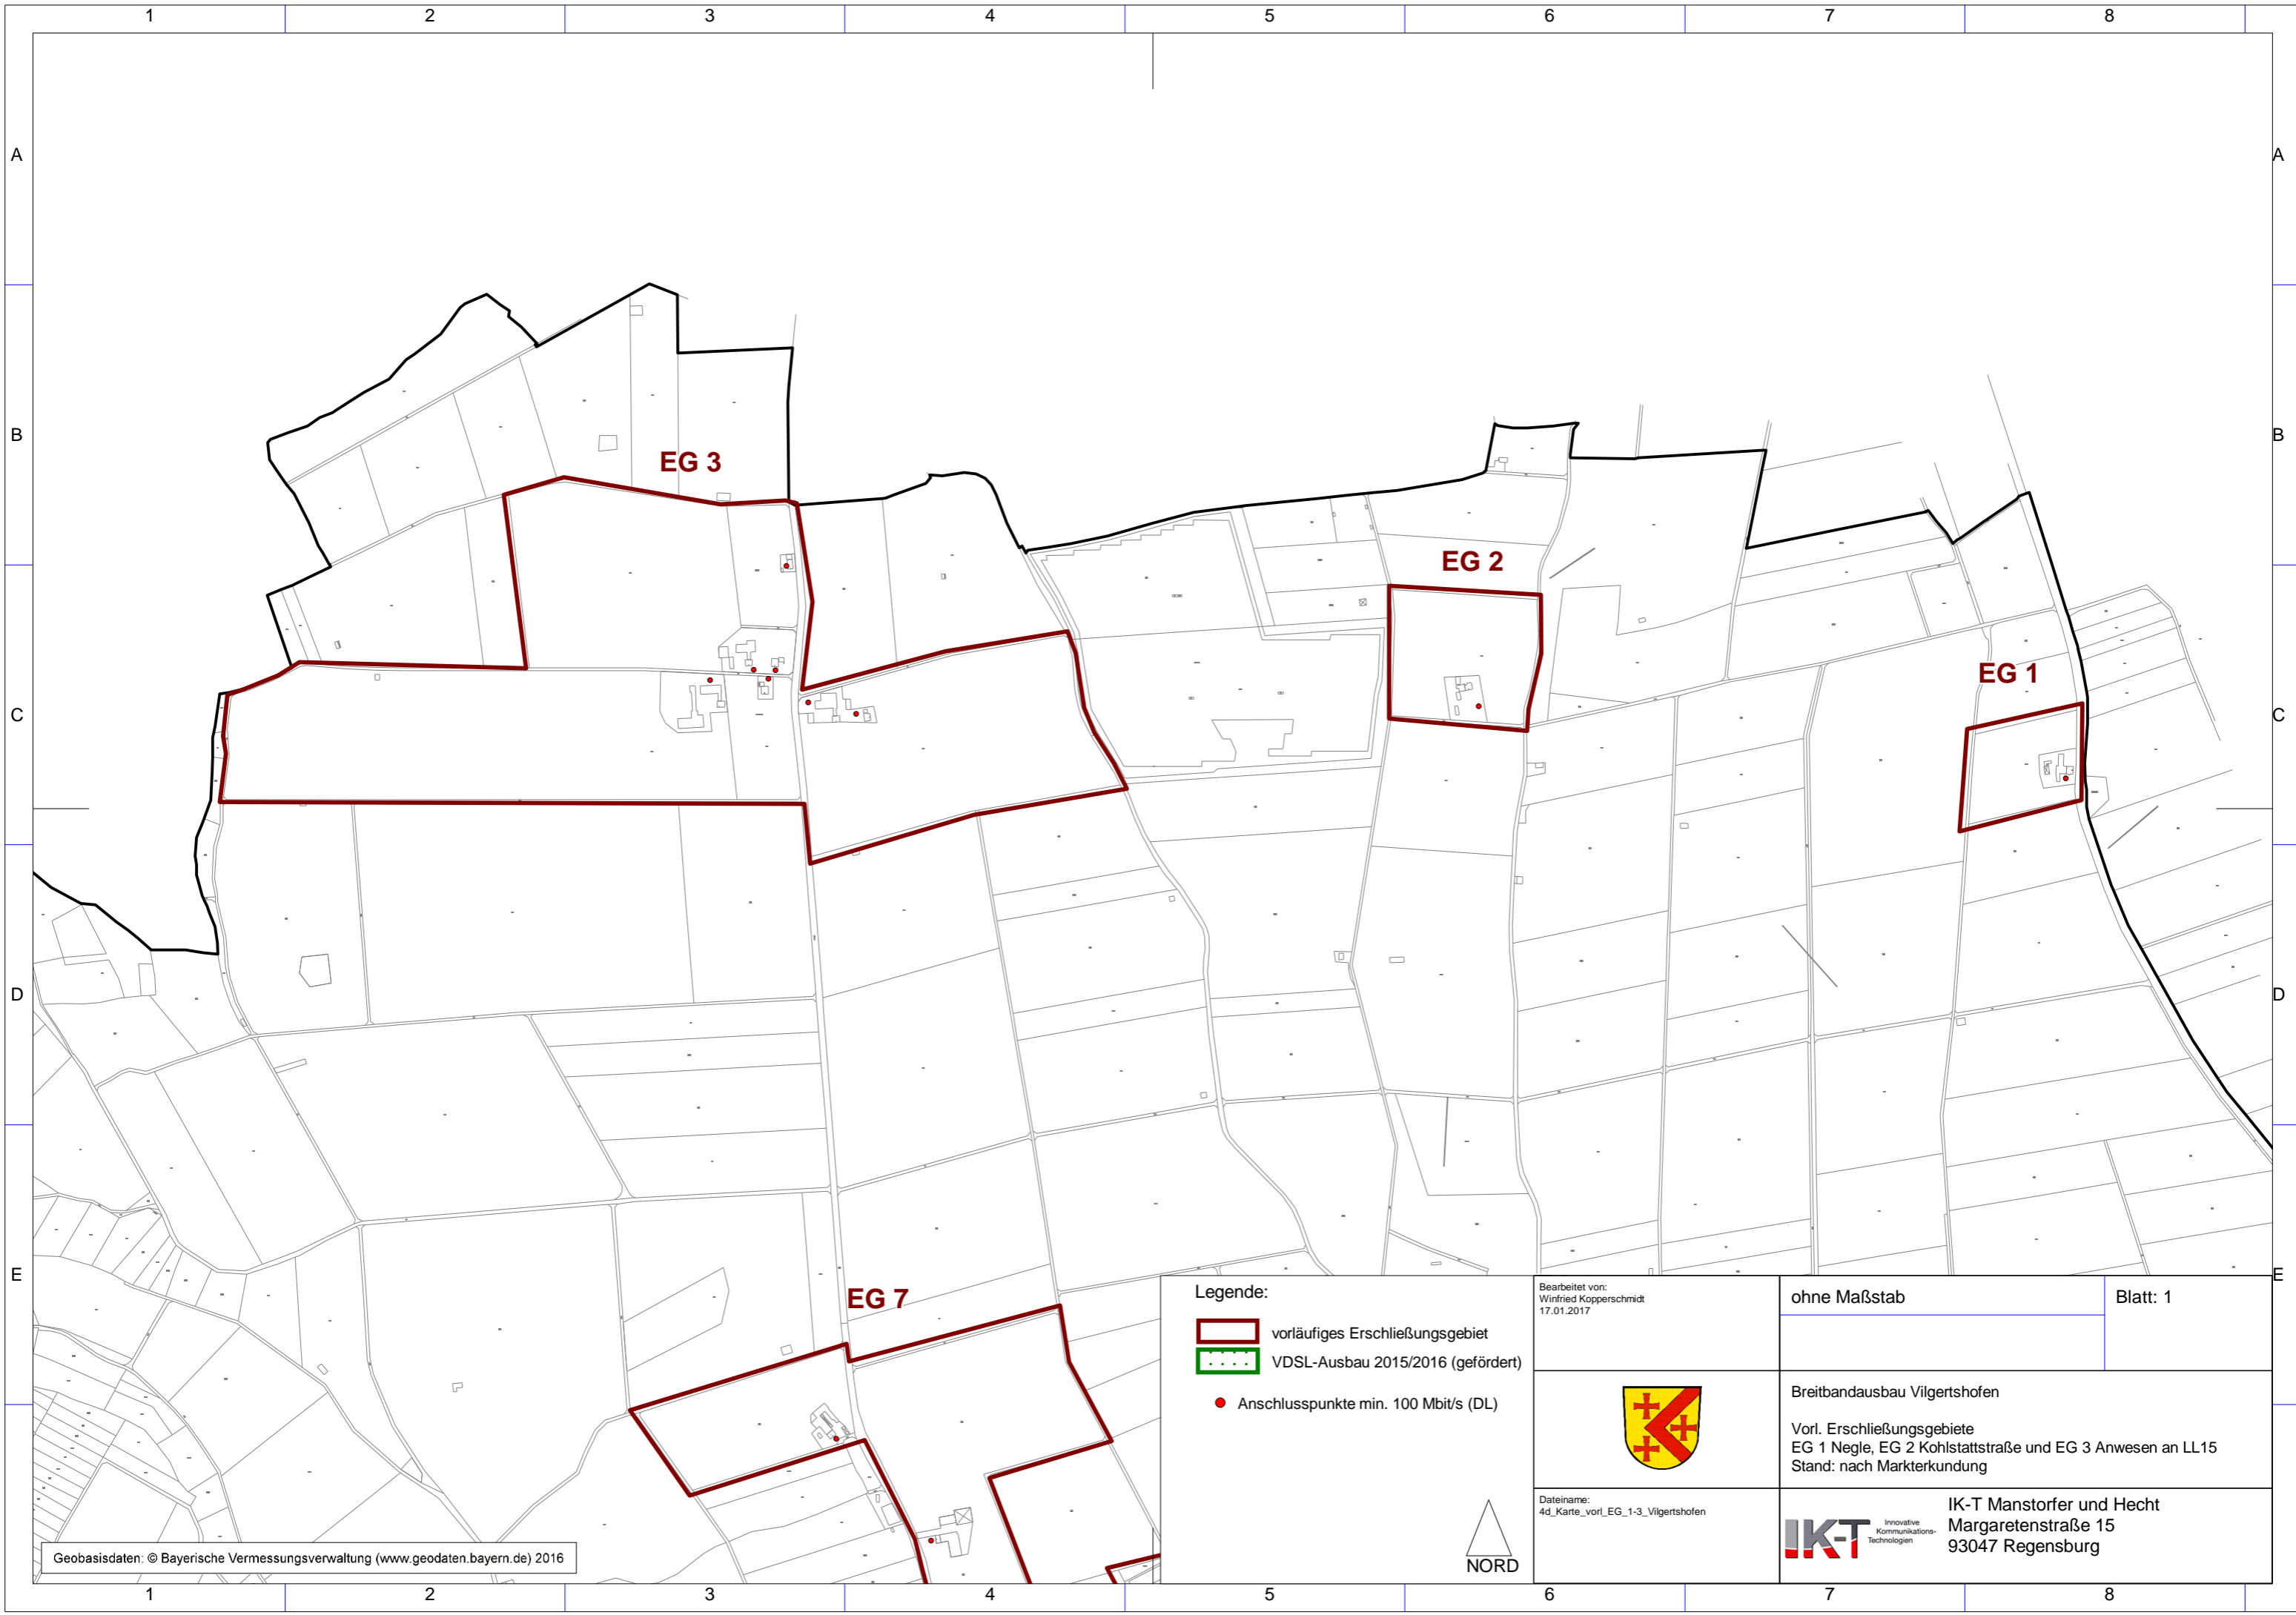 1 2 3 4 5 6 7 8
A A
B B
EG 3
EG 2
EG 1
C C
D D
E E
EG 7
Legende:
vorläufiges Erschließungsgebiet
VDSL-Ausbau 2015/2016 (gefördert)
Anschlusspunkte min. 100 Mbit/s (DL)
NORD
Bearbeitet von:
Winfried Kopperschmidt
17.01.2017
ohne Maßstab
Blatt: 1
Breitbandausbau Vilgertshofen
Vorl. Erschließungsgebiete
EG 1 Negle, EG 2 Kohlstattstraße und EG 3 Anwesen an LL15
Stand: nach Markterkundung
Dateiname:
4d_Karte_vorl_EG_1-3_Vilgertshofen
IK-T
Innovative
Kommunikations-
Technologien
IK-T Manstorfer und Hecht
Margaretenstraße 15
93047 Regensburg
Geobasisdaten: © Bayerische Vermessungsverwaltung (www.geodaten.bayern.de) 2016
1 2 3 4 5 6 7 8